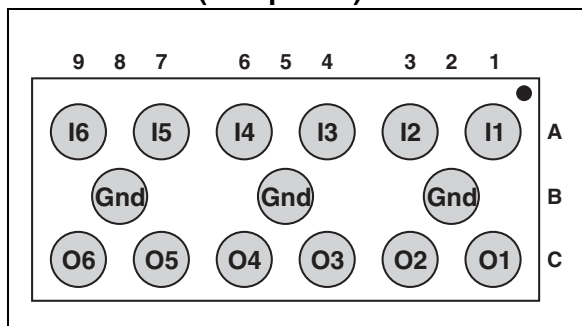 9 8 7 6 5 4 3 2 1
I6 I5 I4 I3 I2 I1 A
Gnd Gnd Gnd B
O6 O5 O4 O3 O2 O1 C